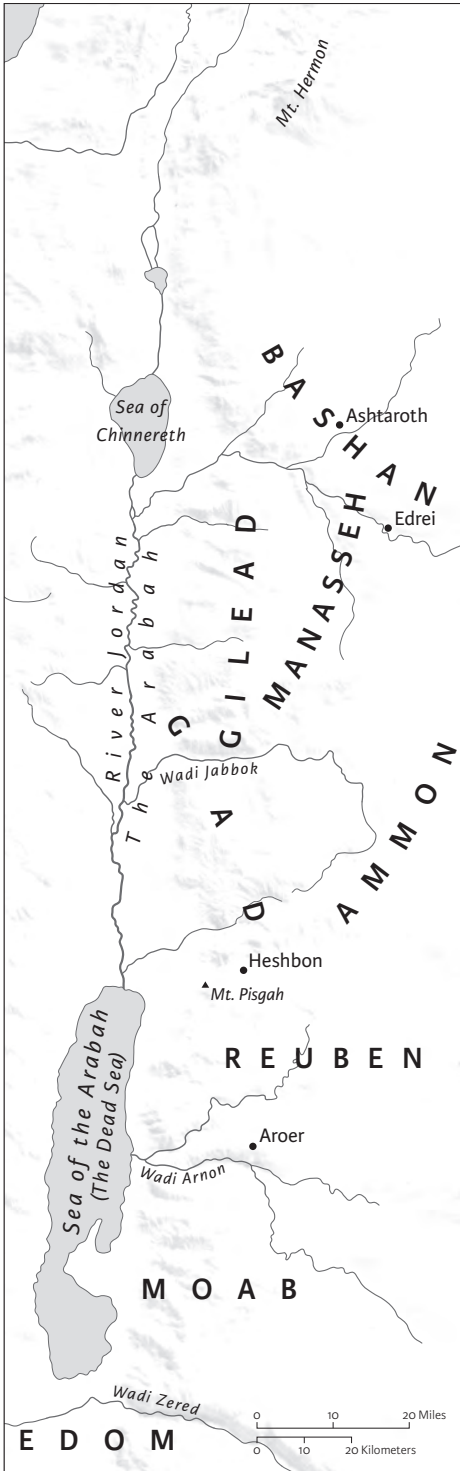 Mt. Hermon
BASHAN
Sea of
Chinnereth
Ashtaroth
Edrei
River Jordan
The Arabah
GILEAD
MANASSEH
GAD
Wadi Jabbok
AMMON
Heshbon
Mt. Pisgah
REUBEN
Sea of the Arabah
(The Dead Sea)
Aroer
Wadi Arnon
MOAB
Wadi Zered
0 10 20 Miles
0 10 20 Kilometers
EDOM